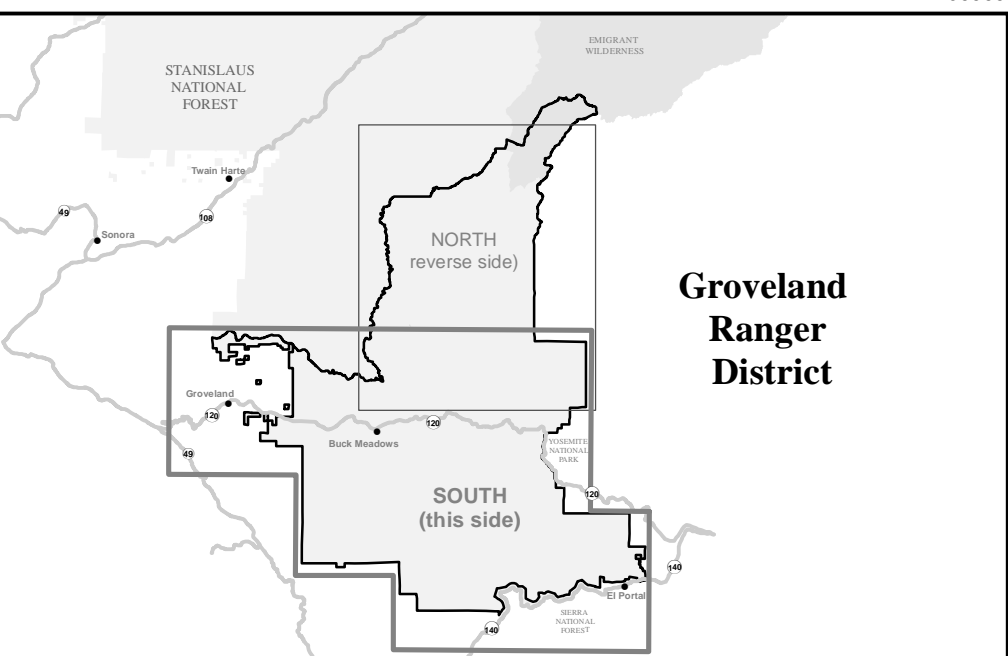 EMIGRANT
WILDERNESS
STANISLAUS
NATIONAL
FOREST
Twain Harte
49
108
Sonora
NORTH
reverse side)
Groveland
Ranger
District
Groveland
120
Buck Meadows
120
49
YOSEMITE
NATIONAL
PARK
120
SOUTH
(this side)
140
El Portal
SIERRA
NATIONAL
FOREST
140